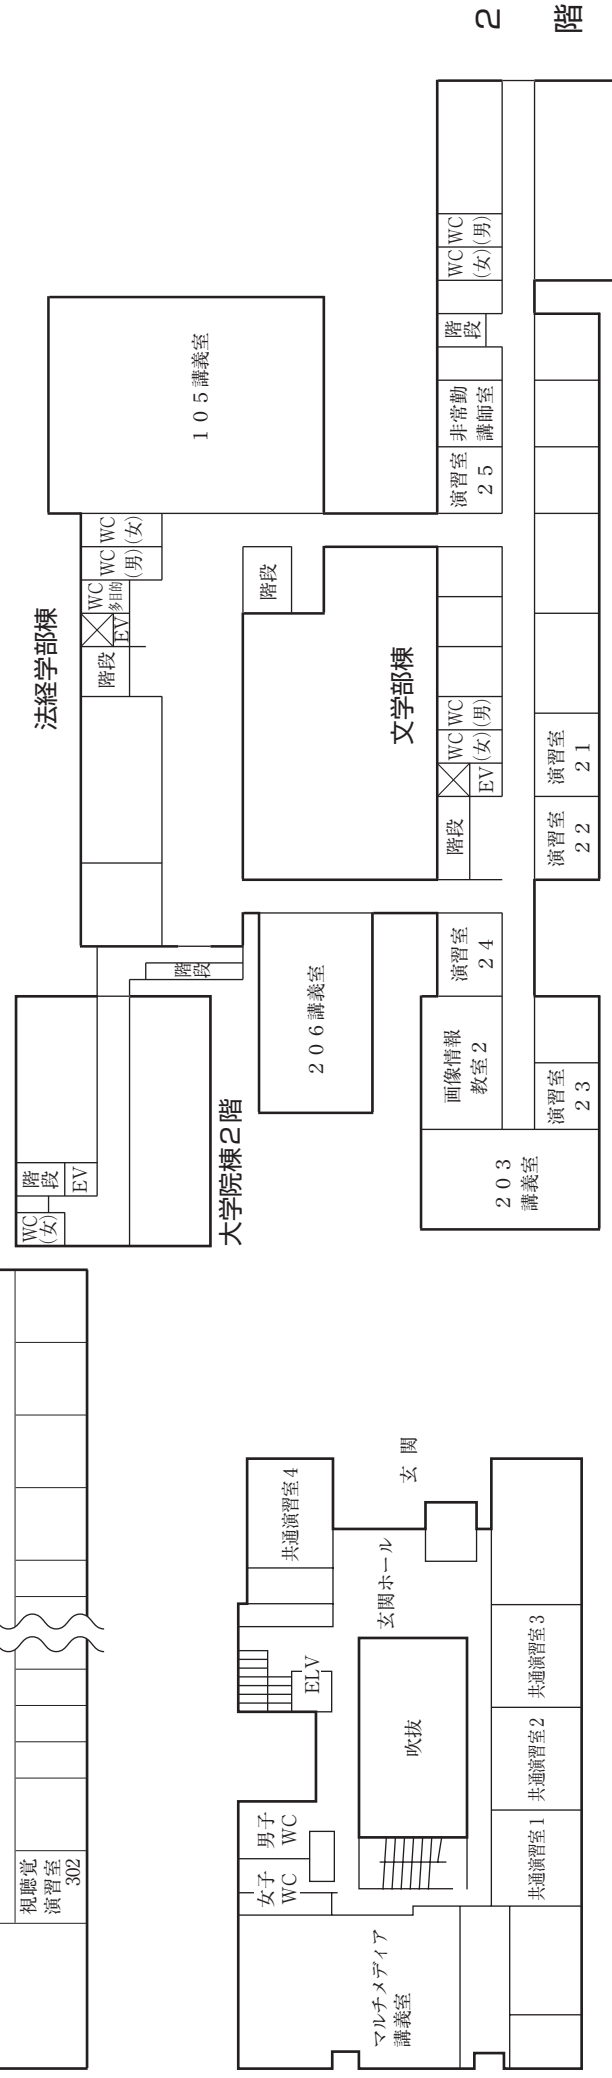 2 階
法経学部棟
105講義室
WC
(女)
WC
(男)
WC
多目的
EV
階段
階段
文学部棟
WC
(男)
WC
(女)
階
段
非常勤
講師室
演習室
25
WC
(男)
WC
(女)
EV
階段
演習室
21
演習室
22
演習室
24
画像情報
教室2
演習室
23
203
講義室
206講義室
階
段
大学院棟2階
階
段
EV
WC
(女)
視聴覚
演習室
302
玄 関
共通演習室4
玄関ホール
ELV
吹抜
男子
WC
女子
WC
共通演習室3
共通演習室2
共通演習室1
マルチメディア
講義室